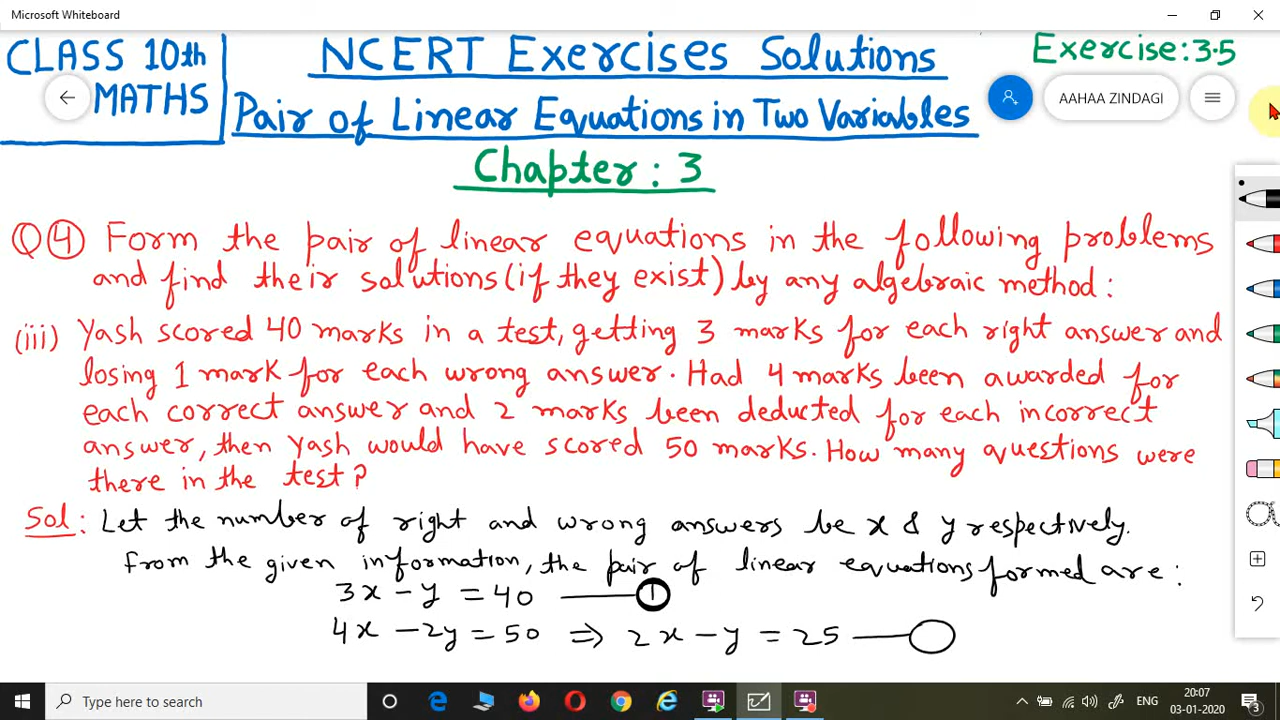 Microsoft Whiteboard
CLASS 10th
MATHS
NCERT Exercises Solutions
Exercise:3.5
AAHAA ZINDAGI
Pair of Linear Equations in Two Variables
Chapter : 3
Q 4 Form the pair of linear equations in the following problems
and find their solutions (if they exist) by any algebraic method :
(iii) Yash scored 40 marks in a test, getting 3 marks for each right answer and
losing 1 mark for each wrong answer. Had 4 marks been awarded for
each correct answer and 2 marks been deducted for each incorrect
answer, then Yash would have scored 50 marks. How many questions were
there in the test?
Sol: Let the number of right and wrong answers be x & y respectively.
From the given information, the pair of linear equations formed are :
3x - y = 40 —— 1
4x - 2y = 50 ⇒ 2x - y = 25 ——
Type here to search
ENG
20:07
03-01-2020
3